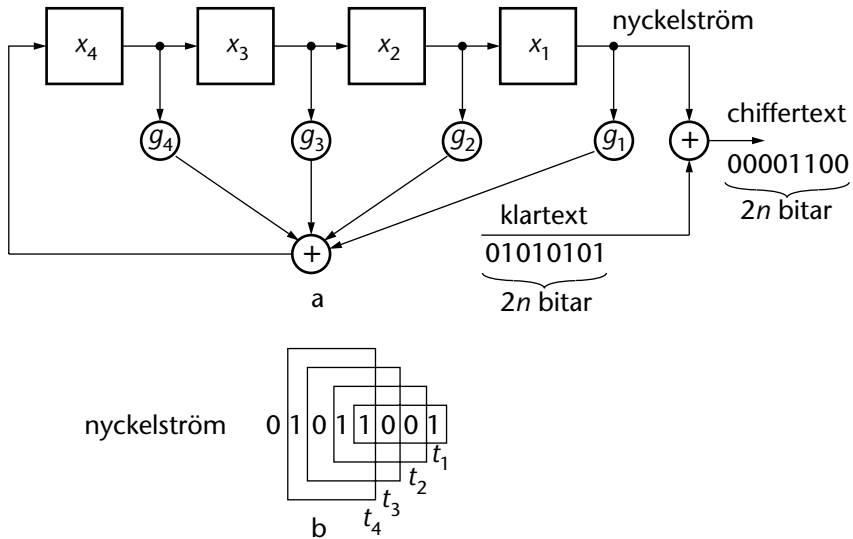 nyckelström
x4 x3 x2 x1
chiffertext
g4 g3 g2 g1 +
00001100
2n bitar
klartext
+
01010101
a
2n bitar
nyckelström 0 1 0 1 1 0 0 1
t1
t2
t3
t4
b